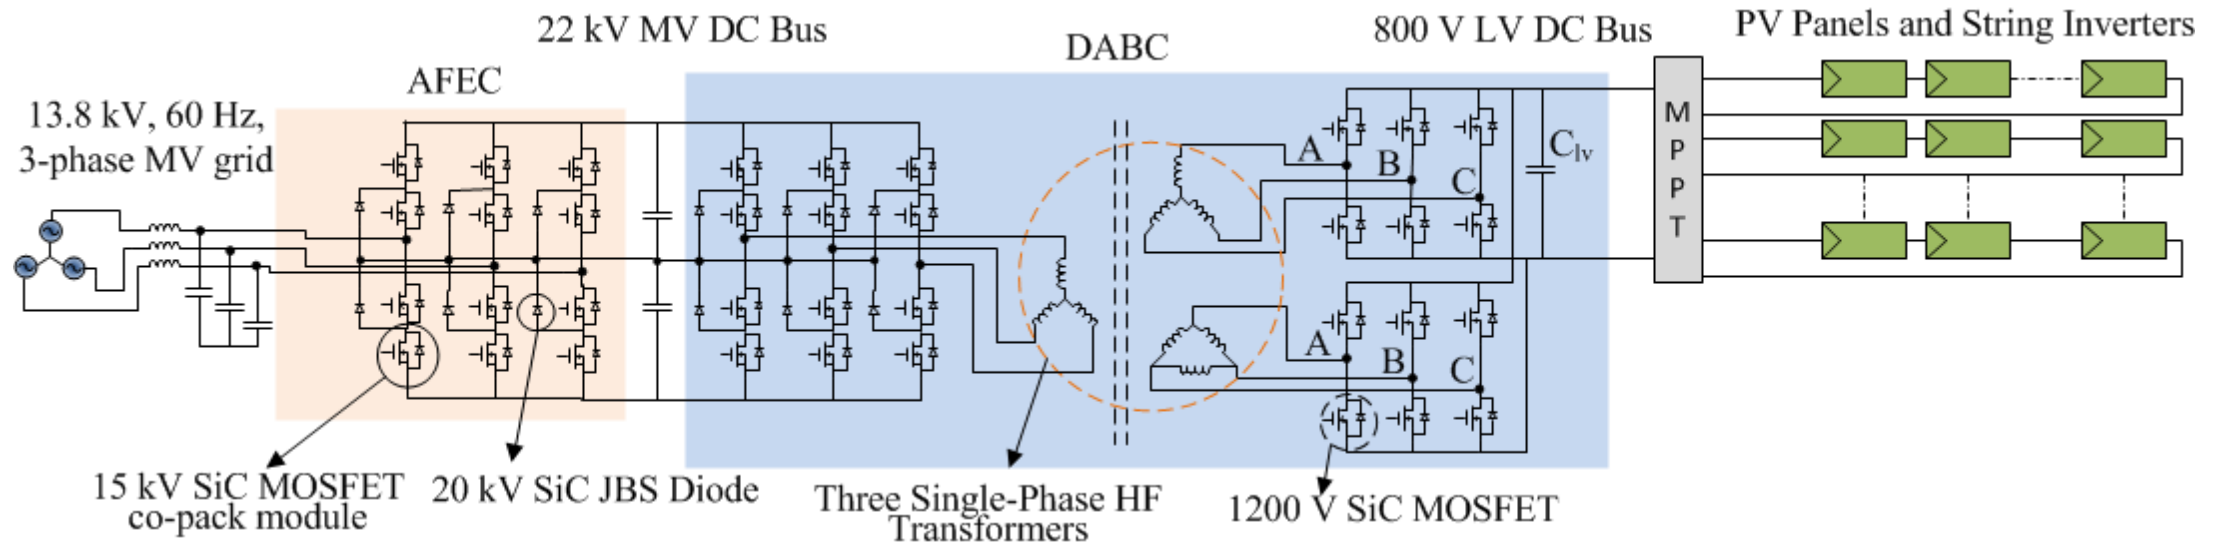 22 kV MV DC Bus
DABC
800 V LV DC Bus
PV Panels and String Inverters
AFEC
13.8 kV, 60 Hz,
3-phase MV grid
A
B
C
C_lv
M
P
P
T
A
B
C
15 kV SiC MOSFET
co-pack module
20 kV SiC JBS Diode
Three Single-Phase HF
Transformers
1200 V SiC MOSFET